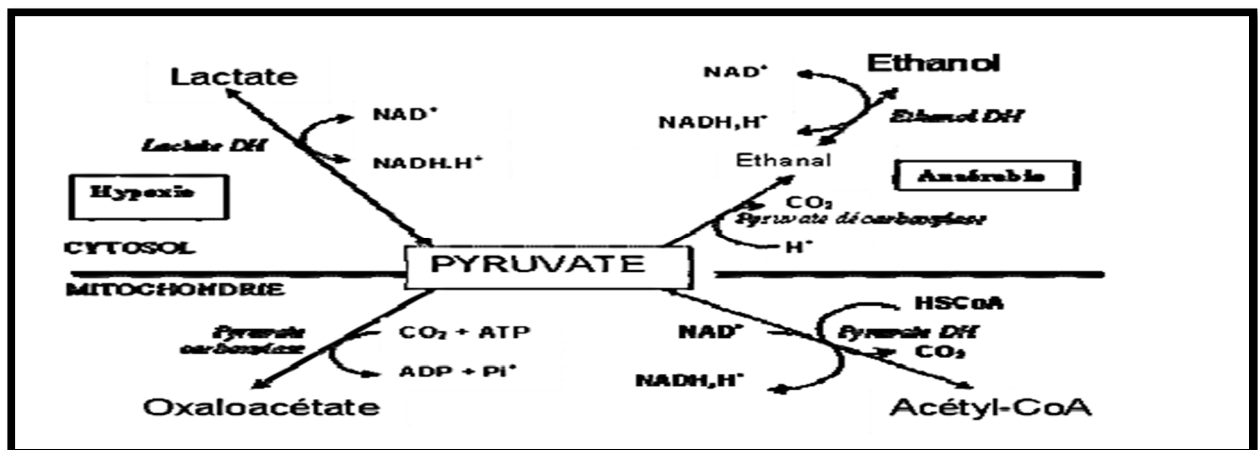 Lactate
NAD⁺
Lactate DH
NADH.H⁺
Hypoxie
CYTOSOL
NAD⁺
Ethanol
NADH,H⁺
Ethanol DH
Ethanal
Anaérobie
CO₂
Pyruvate décarboxylase
H⁺
PYRUVATE
MITOCHONDRIE
Pyruvate
carboxylase
CO₂ + ATP
ADP + Pi⁺
Oxaloacétate
HSCoA
NAD⁺
Pyruvate DH
CO₂
NADH,H⁺
Acétyl-CoA